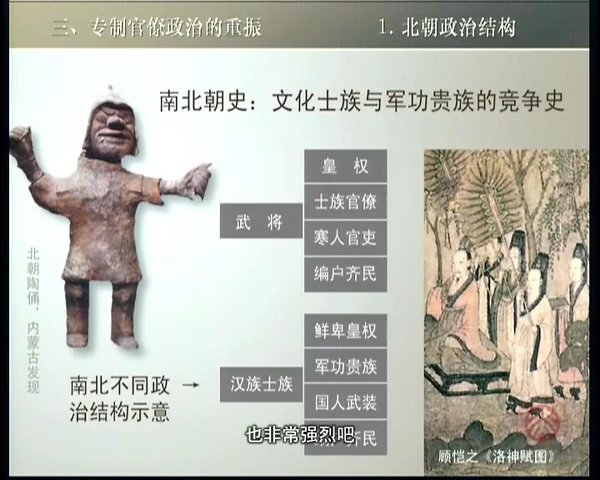 三、专制官僚政治的重振
1. 北朝政治结构
南北朝史：文化士族与军功贵族的竞争史
皇 权
士族官僚
武 将
寒人官吏
编户齐民
北朝陶俑，内蒙古发现
鲜卑皇权
军功贵族
南北不同政
治结构示意
→
汉族士族
国人武装
户齐民
也非常强烈吧
顾恺之《洛神赋图》